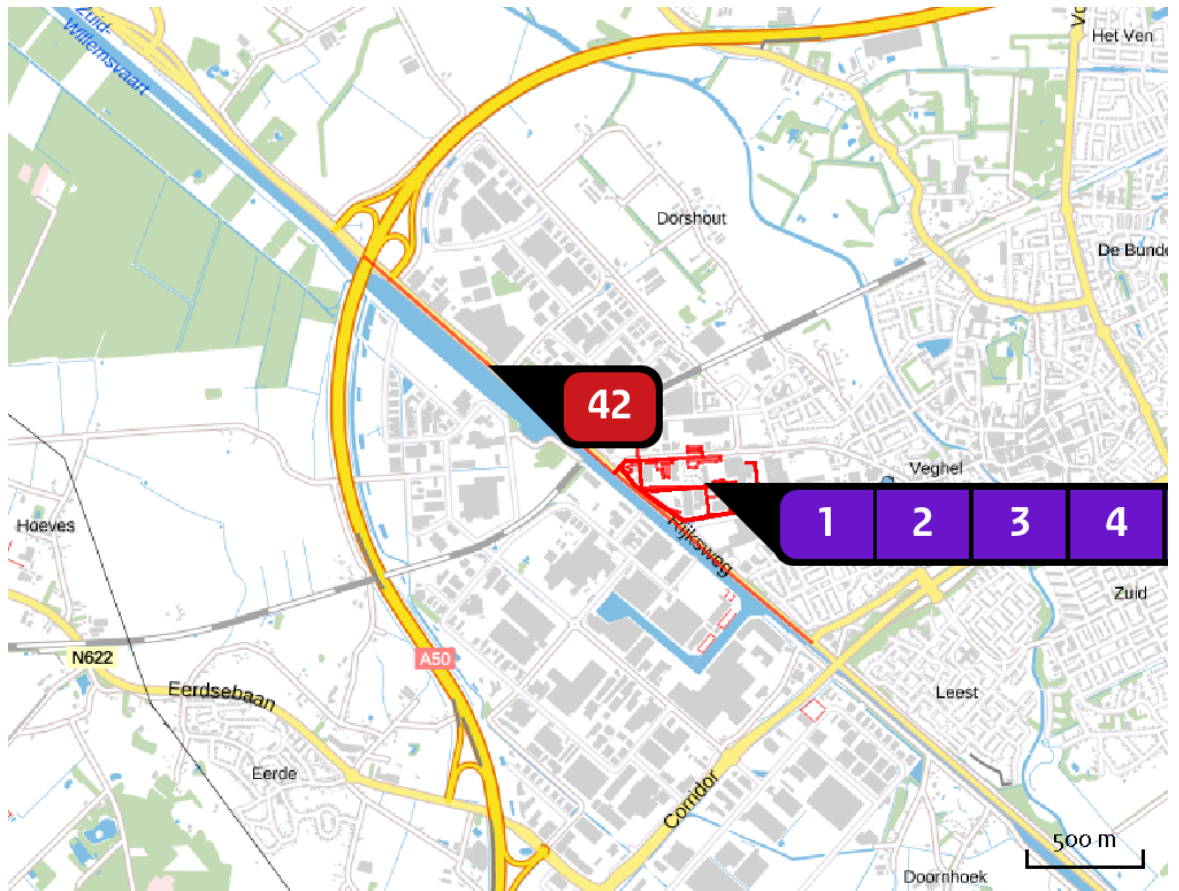 Zuid-
Willemsvaart
Vo
Het Ven
Dorshout
De Bunde
42
Veghel
1 2 3 4
Rijksweg
Hoeves
Zuid
N622
A50
Eerdsebaan
Leest
Eerde
Corridor
500 m
Doornhoek